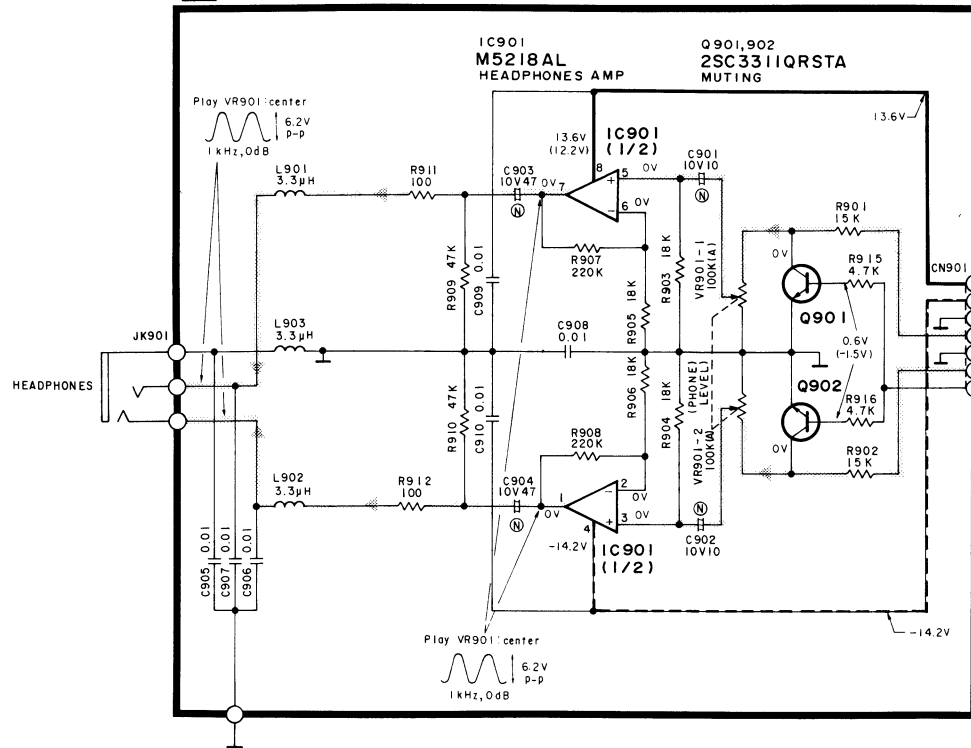 IC901
M5218AL
HEADPHONES AMP
Q901,902
2SC3311QRSTA
MUTING
Play VR901:center
6.2V
P-P
1kHz,0dB
13.6V
(12.2V)
IC901
(1/2)
13.6V
L901
3.3μH
R911
100
C903
10V47
N
0V
7
8
5
0V
6
0V
+
−
C901
10V10
N
R907
220K
R909 47K
C909 0.01
R905 18K
R903 18K
VR901-1
100K(A)
0V
R901
15K
R915
4.7K
Q901
CN901
0.6V
(-1.5V)
JK901
L903
3.3μH
C908
0.01
HEADPHONES
R910 47K
C910 0.01
R906 18K
R904 18K
(PHONE LEVEL)
VR901-2
100K(A)
Q902
R916
4.7K
0V
R902
15K
R908
220K
L902
3.3μH
R912
100
C904
10V47
N
1
0V
4
2
0V
3
0V
−
+
N
C902
10V10
-14.2V
IC901
(1/2)
C905 0.01
C907 0.01
C906 0.01
-14.2V
Play VR901:center
6.2V
P-P
1kHz,0dB